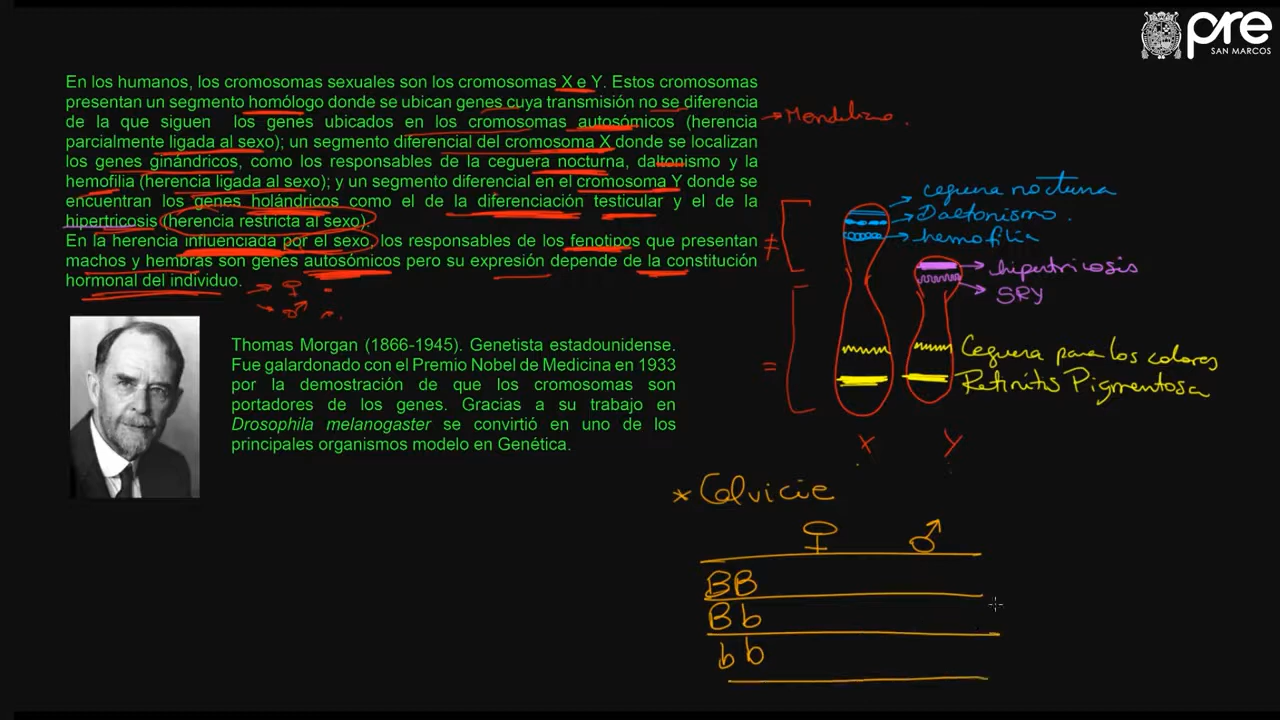 pre
SAN MARCOS
En los humanos, los cromosomas sexuales son los cromosomas X e Y. Estos cromosomas
presentan un segmento homólogo donde se ubican genes cuya transmisión no se diferencia
de la que siguen los genes ubicados en los cromosomas autosómicos (herencia
parcialmente ligada al sexo); un segmento diferencial del cromosoma X donde se localizan
los genes ginándricos, como los responsables de la ceguera nocturna, daltonismo y la
hemofilia (herencia ligada al sexo); y un segmento diferencial en el cromosoma Y donde se
encuentran los genes holándricos como el de la diferenciación testicular y el de la
hipertricosis (herencia restricta al sexo).
En la herencia influenciada por el sexo, los responsables de los fenotipos que presentan
machos y hembras son genes autosómicos pero su expresión depende de la constitución
hormonal del individuo.
→ ♀
→ ♂
Thomas Morgan (1866-1945). Genetista estadounidense.
Fue galardonado con el Premio Nobel de Medicina en 1933
por la demostración de que los cromosomas son
portadores de los genes. Gracias a su trabajo en
Drosophila melanogaster se convirtió en uno de los
principales organismos modelo en Genética.
ceguera nocturna
Daltonismo.
hemofilia
≠
hipertricosis
SRY
Ceguera para los colores
=
Retinitis Pigmentosa
X Y
* Calvicie
♀ ♂
BB
Bb
bb